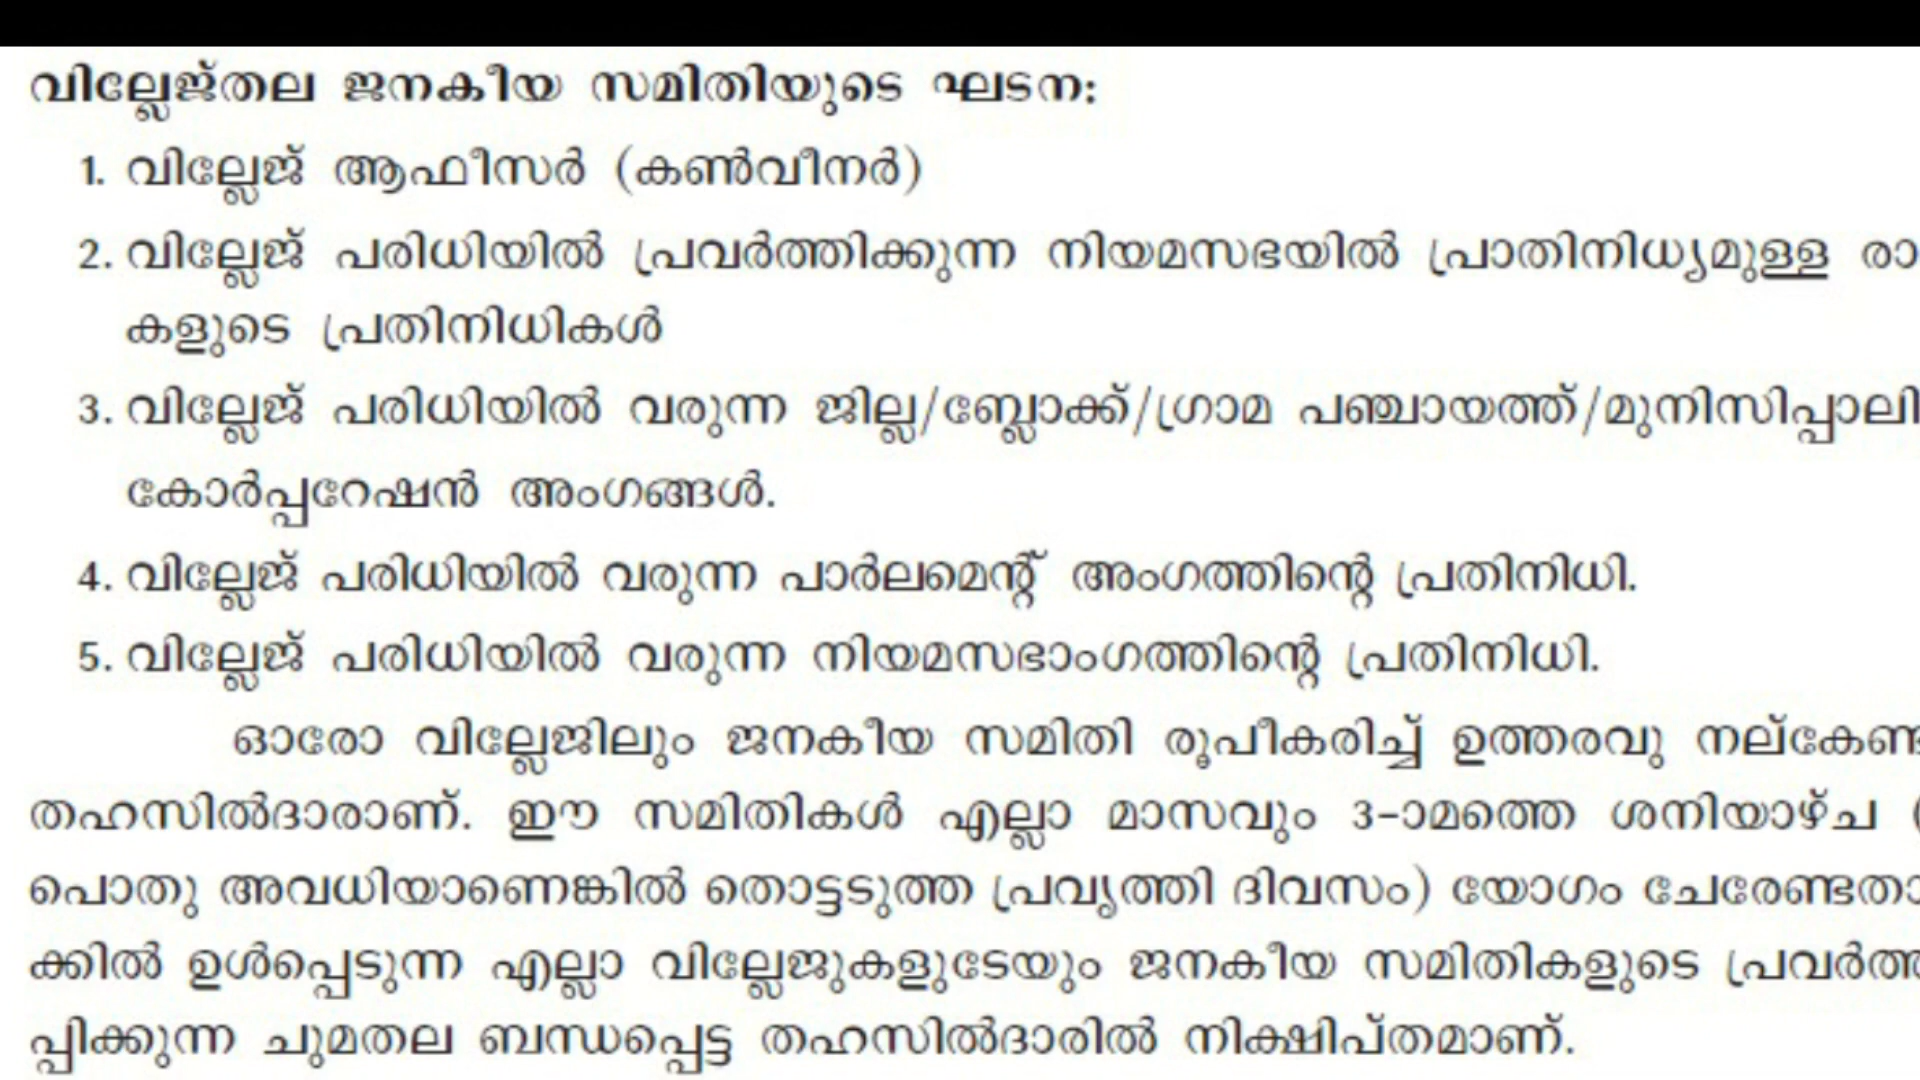 വില്ലേജ്തല ജനകീയ സമിതിയുടെ ഘടന:
1. വില്ലേജ് ആഫീസർ (കൺവീനർ)
2. വില്ലേജ് പരിധിയിൽ പ്രവർത്തിക്കുന്ന നിയമസഭയിൽ പ്രാതിനിധ്യമുള്ള
കളുടെ പ്രതിനിധികൾ
3. വില്ലേജ് പരിധിയിൽ വരുന്ന ജില്ല/ബ്ലോക്ക്/ഗ്രാമ പഞ്ചായത്ത്/മുനിസിപ്പാലി
കോർപ്പറേഷൻ അംഗങ്ങൾ.
4. വില്ലേജ് പരിധിയിൽ വരുന്ന പാർലമെന്റ് അംഗത്തിന്റെ പ്രതിനിധി.
5. വില്ലേജ് പരിധിയിൽ വരുന്ന നിയമസഭാംഗത്തിന്റെ പ്രതിനിധി.
ഓരോ വില്ലേജിലും ജനകീയ സമിതി രൂപീകരിച്ച് ഉത്തരവു നല്കേണ്ട
തഹസിൽദാരാണ്. ഈ സമിതികൾ എല്ലാ മാസവും 3-ാമത്തെ ശനിയാഴ്ച (
പൊതു അവധിയാണെങ്കിൽ തൊട്ടടുത്ത പ്രവൃത്തി ദിവസം) യോഗം ചേരേണ്ടതാ
ക്കിൽ ഉൾപ്പെടുന്ന എല്ലാ വില്ലേജുകളുടേയും ജനകീയ സമിതികളുടെ പ്രവർത്ത
പ്പിക്കുന്ന ചുമതല ബന്ധപ്പെട്ട തഹസിൽദാരിൽ നിക്ഷിപ്തമാണ്.